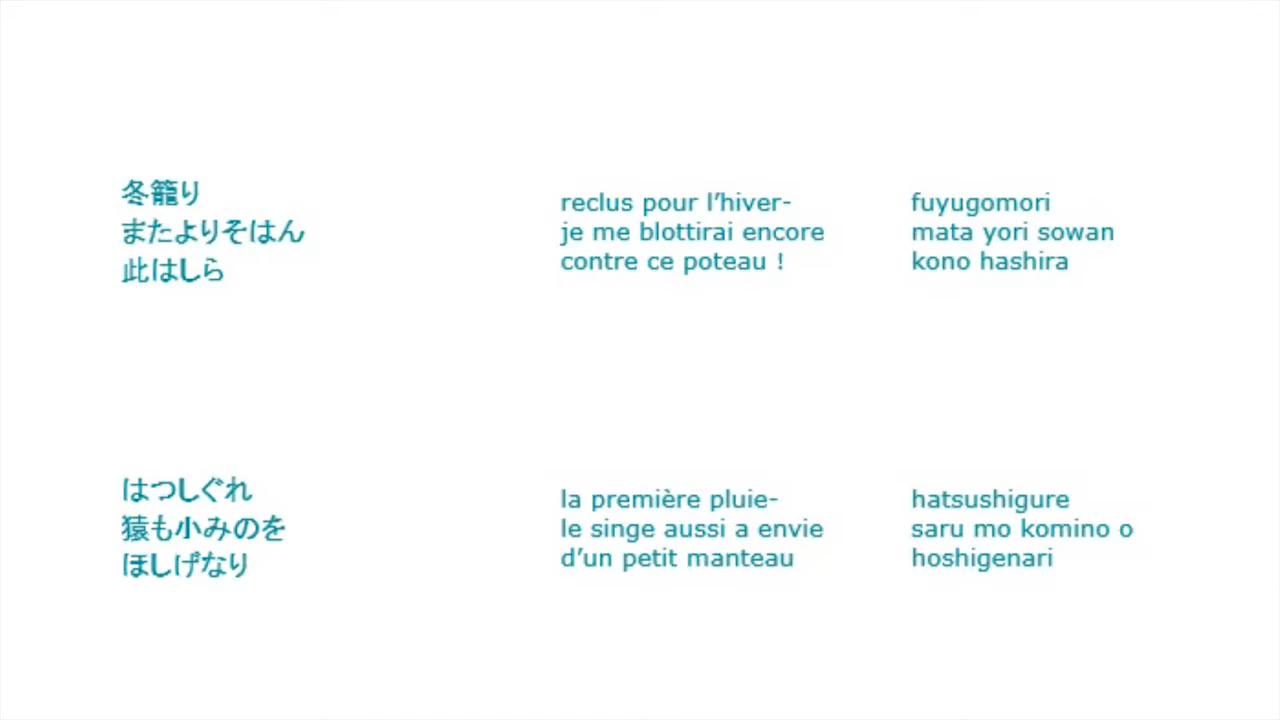 冬籠り
またよりそはん
此はしら
reclus pour l’hiver-
je me blottirai encore
contre ce poteau !
fuyugomori
mata yori sowan
kono hashira
はつしぐれ
猿も小みのを
ほしげなり
la première pluie-
le singe aussi a envie
d’un petit manteau
hatsushigure
saru mo komino o
hoshigenari